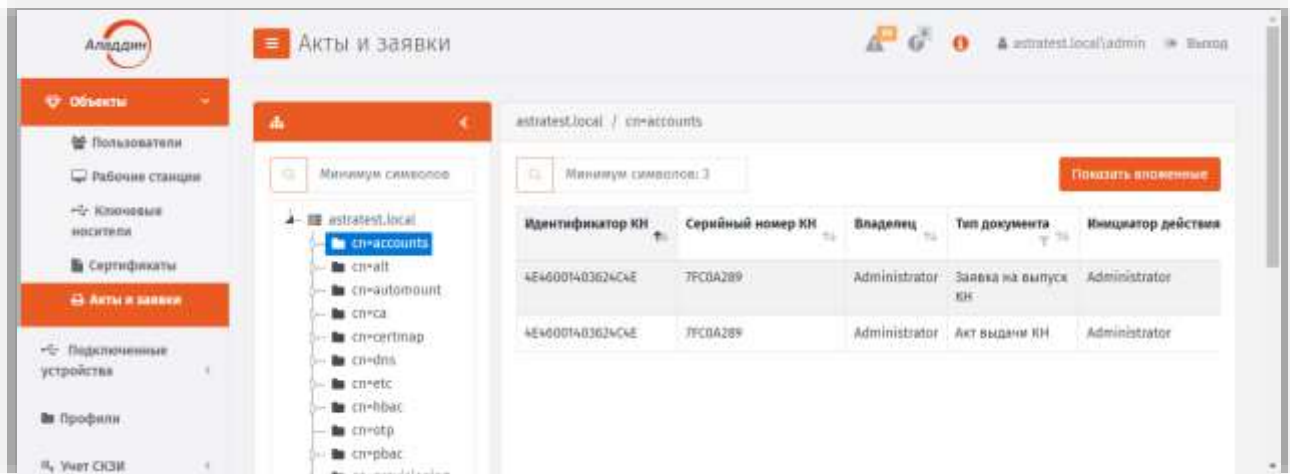 Аладдин
Акты и заявки
astratest.local\admin
Выход
Объекты
Пользователи
Рабочие станции
Ключевые
носители
Сертификаты
Акты и заявки
Подключенные
устройства
Профили
Учет СКЗИ
Минимум символов
astratest.local
cn=accounts
cn=alt
cn=automount
cn=ca
cn=certmap
cn=dns
cn=etc
cn=hbac
cn=otp
cn=pbac
astratest.local / cn=accounts
Минимум символов: 3
Показать вложенные
Идентификатор КН Серийный номер КН Владелец Тип документа Инициатор действия
4E46001403624C4E 7FC0A289 Administrator Заявка на выпуск
КН
Administrator
4E46001403624C4E 7FC0A289 Administrator Акт выдачи КН Administrator